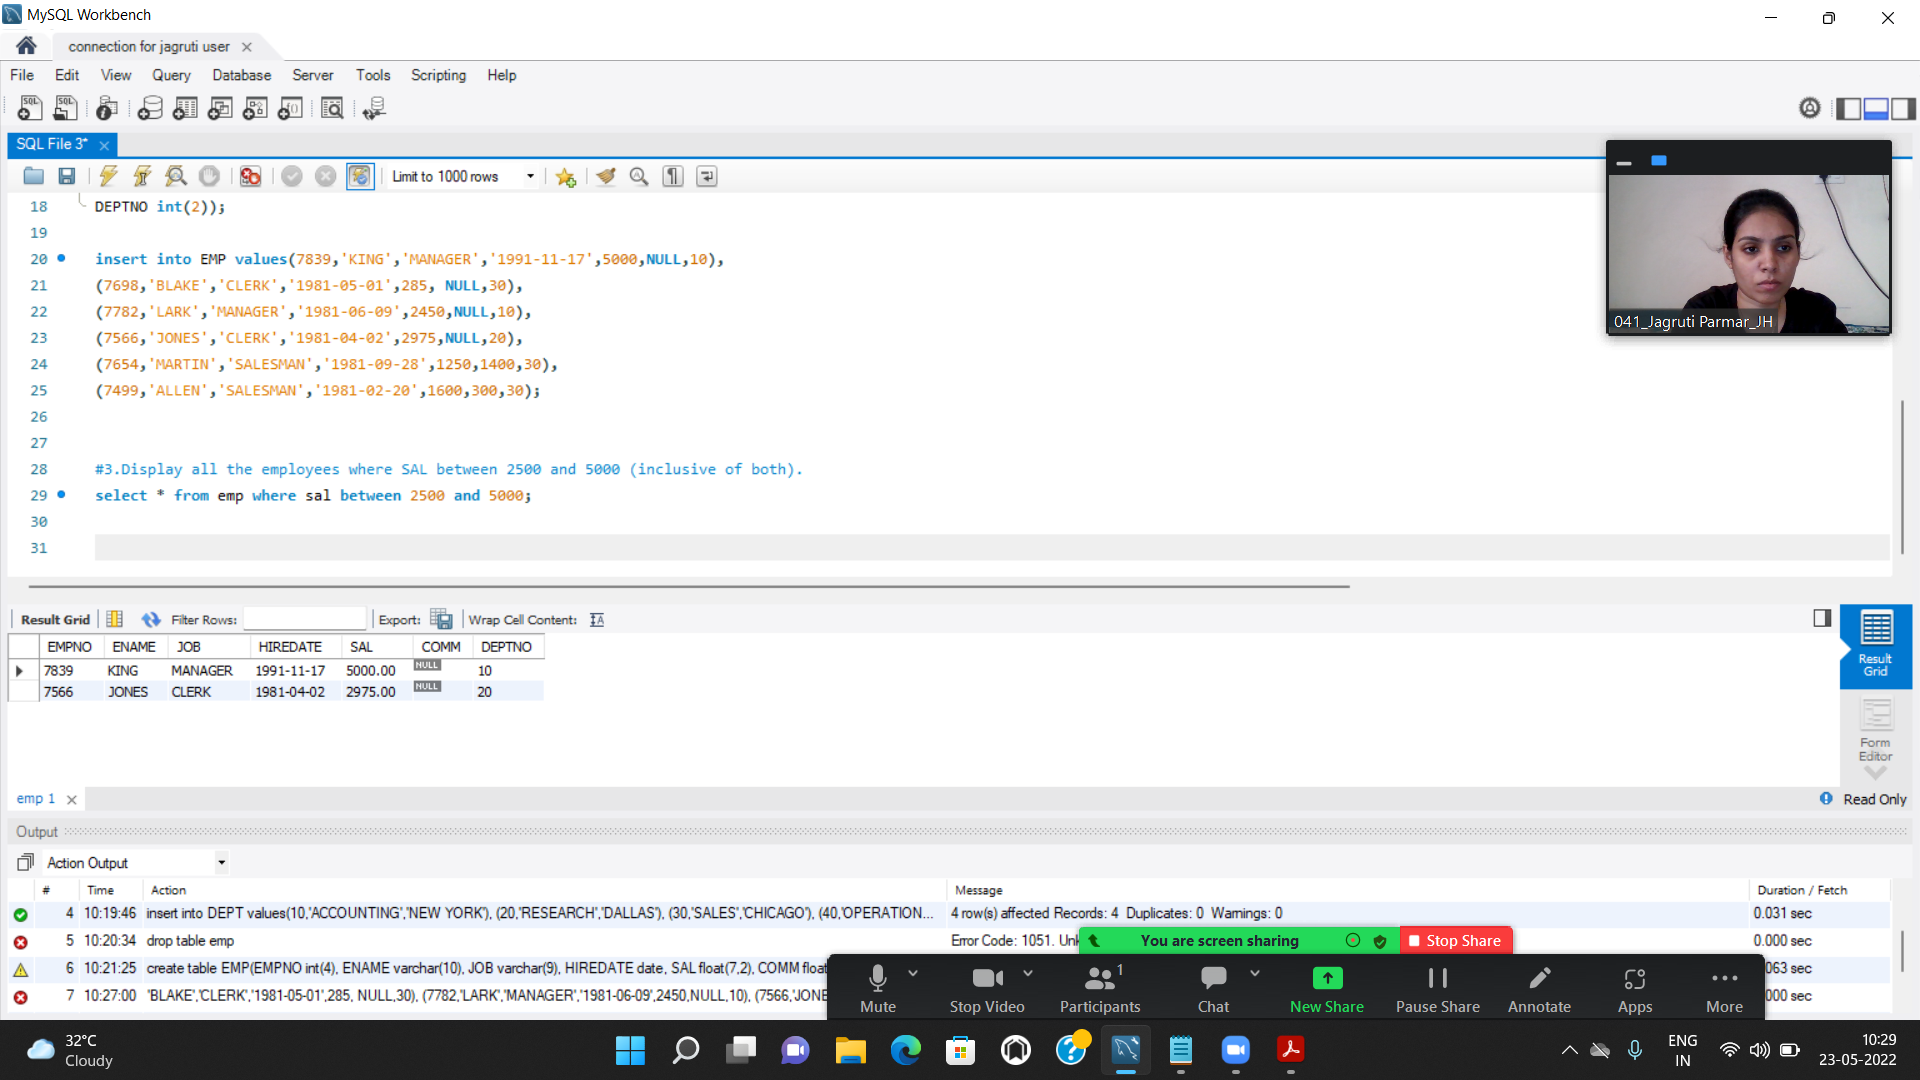 MySQL Workbench
connection for jagruti user
File Edit View Query Database Server Tools Scripting Help
SQL File 3*
Limit to 1000 rows
18 DEPTNO int(2));
19
20 insert into EMP values(7839,'KING','MANAGER','1991-11-17',5000,NULL,10),
21 (7698,'BLAKE','CLERK','1981-05-01',285, NULL,30),
22 (7782,'LARK','MANAGER','1981-06-09',2450,NULL,10),
23 (7566,'JONES','CLERK','1981-04-02',2975,NULL,20),
24 (7654,'MARTIN','SALESMAN','1981-09-28',1250,1400,30),
25 (7499,'ALLEN','SALESMAN','1981-02-20',1600,300,30);
26
27
28 #3.Display all the employees where SAL between 2500 and 5000 (inclusive of both).
29 select * from emp where sal between 2500 and 5000;
30
31
041_Jagruti Parmar_JH
Result Grid Filter Rows: Export: Wrap Cell Content:
EMPNO ENAME JOB HIREDATE SAL COMM DEPTNO
7839 KING MANAGER 1991-11-17 5000.00 NULL 10
7566 JONES CLERK 1981-04-02 2975.00 NULL 20
Result Grid
Form Editor
emp 1
Read Only
Output
Action Output
# Time Action Message Duration / Fetch
4 10:19:46 insert into DEPT values(10,"ACCOUNTING","NEW YORK"), (20,"RESEARCH","DALLAS"), (30,"SALES","CHICAGO"), (40,"OPERATION... 4 row(s) affected Records: 4 Duplicates: 0 Warnings: 0 0.031 sec
5 10:20:34 drop table emp Error Code: 1051. Unk 0.000 sec
6 10:21:25 create table EMP(EMPNO int(4), ENAME varchar(10), JOB varchar(9), HIREDATE date, SAL float(7,2), COMM float 063 sec
7 10:27:00 'BLAKE','CLERK','1981-05-01',285, NULL,30), (7782,'LARK','MANAGER','1981-06-09',2450,NULL,10), (7566,'JONE 000 sec
You are screen sharing Stop Share
1
Mute Stop Video Participants Chat New Share Pause Share Annotate Apps More
32°C
Cloudy
ENG
IN
10:29
23-05-2022